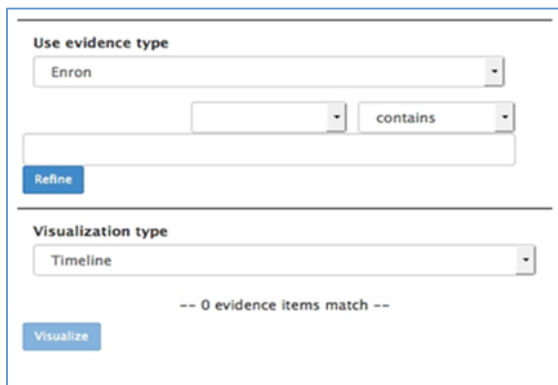 Use evidence type
Enron
contains
Refine
Visualization type
Timeline
-- 0 evidence items match --
Visualize